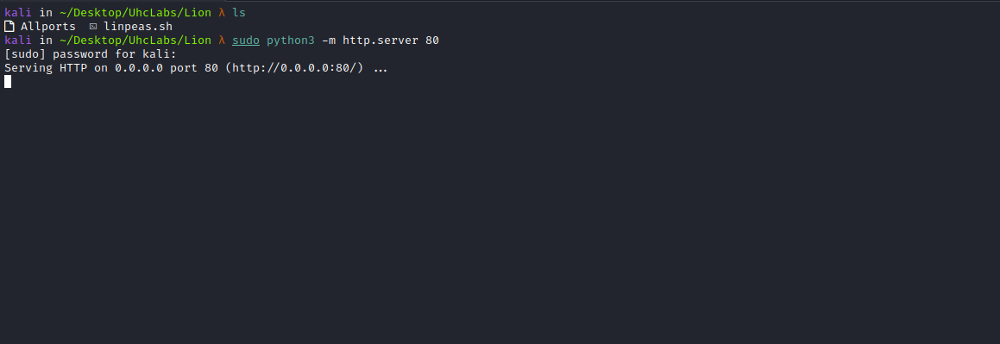 kali in ~/Desktop/UhcLabs/Lion λ ls
Allports linpeas.sh
kali in ~/Desktop/UhcLabs/Lion λ sudo python3 -m http.server 80
[sudo] password for kali:
Serving HTTP on 0.0.0.0 port 80 (http://0.0.0.0:80/) ...